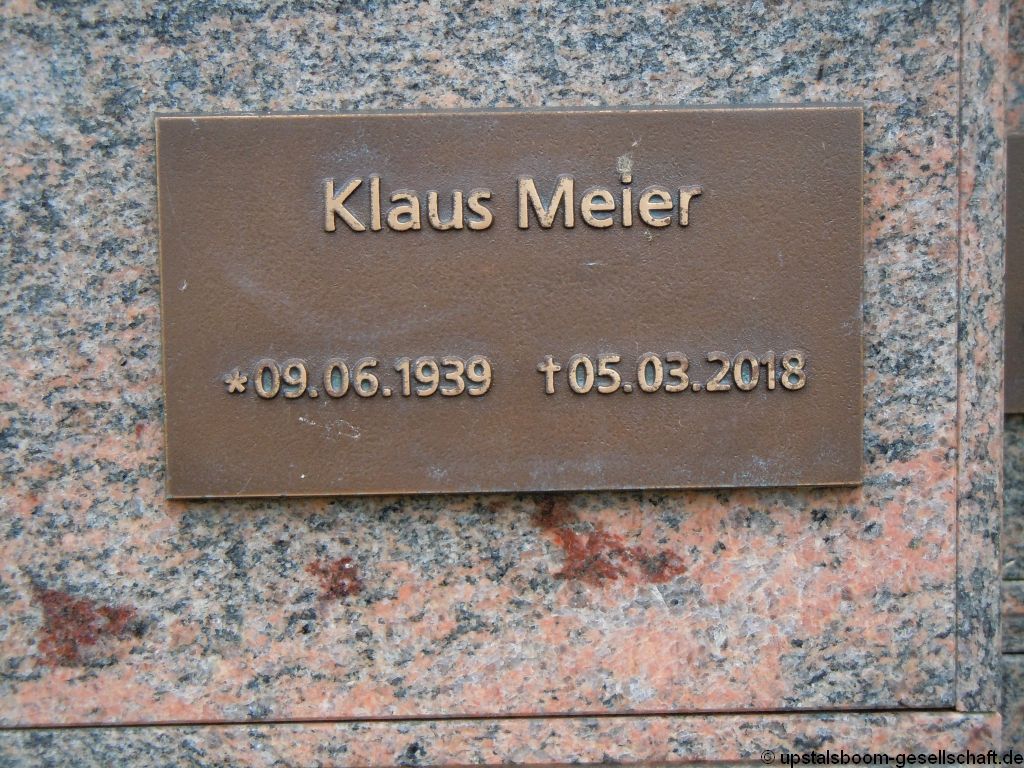 Klaus Meier
*09.06.1939 †05.03.2018
© upstalsboom-gesellschaft.de